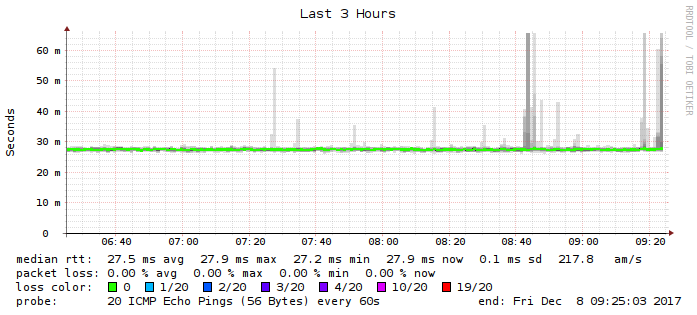 Last 3 Hours
RRDTOOL / TOBI OETIKER
Seconds
60 m
50 m
40 m
30 m
20 m
10 m
0
06:40 07:00 07:20 07:40 08:00 08:20 08:40 09:00 09:20
median rtt: 27.5 ms avg 27.9 ms max 27.2 ms min 27.9 ms now 0.1 ms sd 217.8 am/s
packet loss: 0.00 % avg 0.00 % max 0.00 % min 0.00 % now
loss color: 0 1/20 2/20 3/20 4/20 10/20 19/20
probe: 20 ICMP Echo Pings (56 Bytes) every 60s end: Fri Dec 8 09:25:03 2017